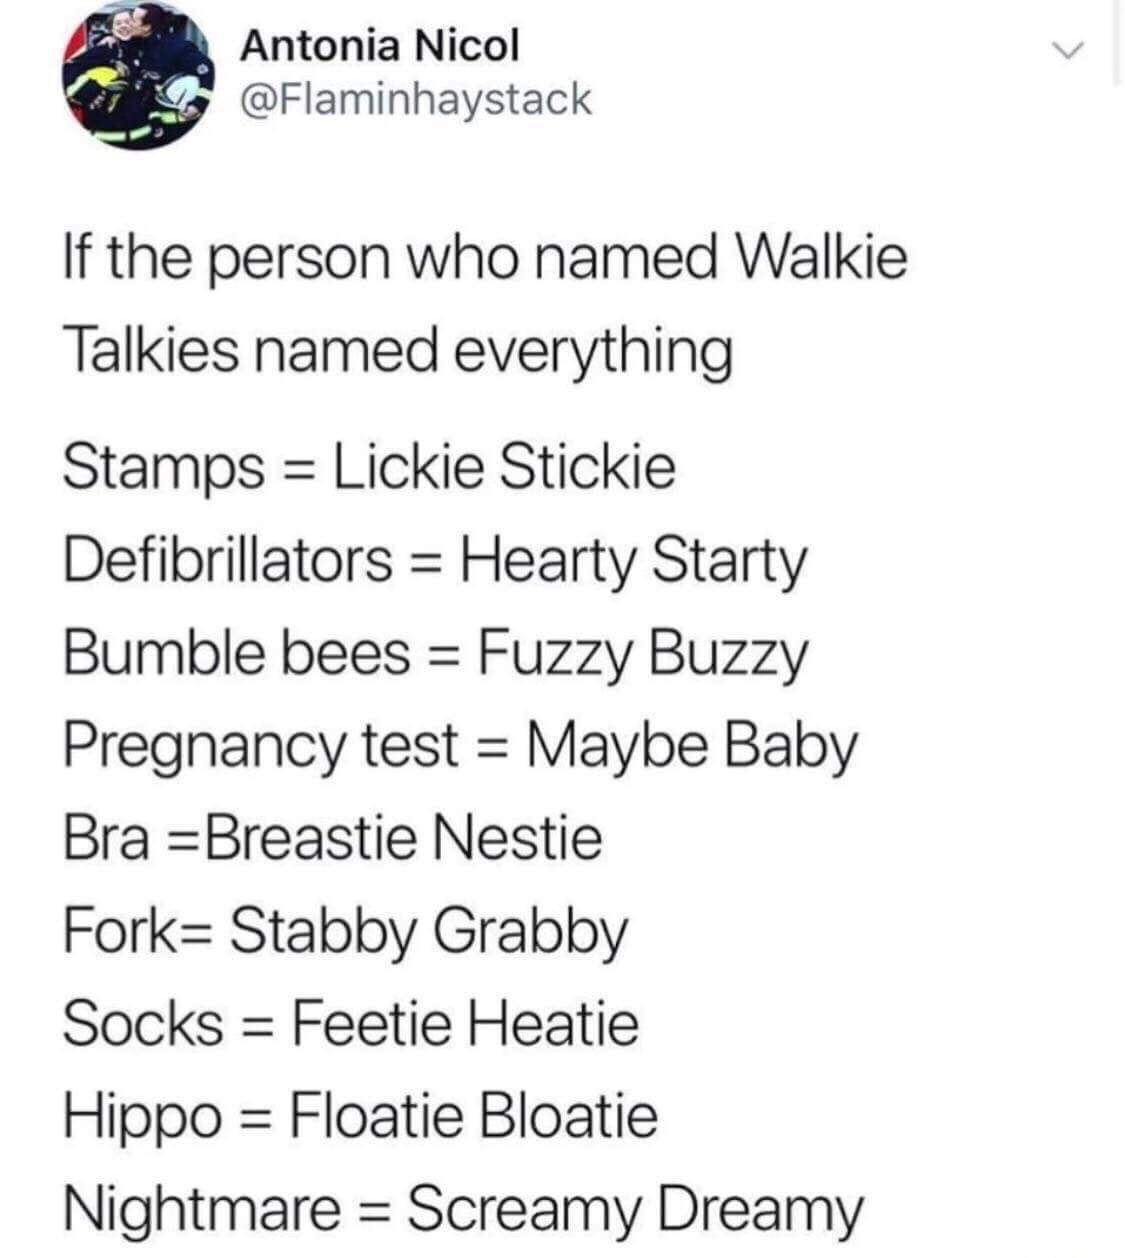 Antonia Nicol
@Flaminhaystack
If the person who named Walkie
Talkies named everything
Stamps = Lickie Stickie
Defibrillators = Hearty Starty
Bumble bees = Fuzzy Buzzy
Pregnancy test = Maybe Baby
Bra =Breastie Nestie
Fork= Stabby Grabby
Socks = Feetie Heatie
Hippo = Floatie Bloatie
Nightmare = Screamy Dreamy